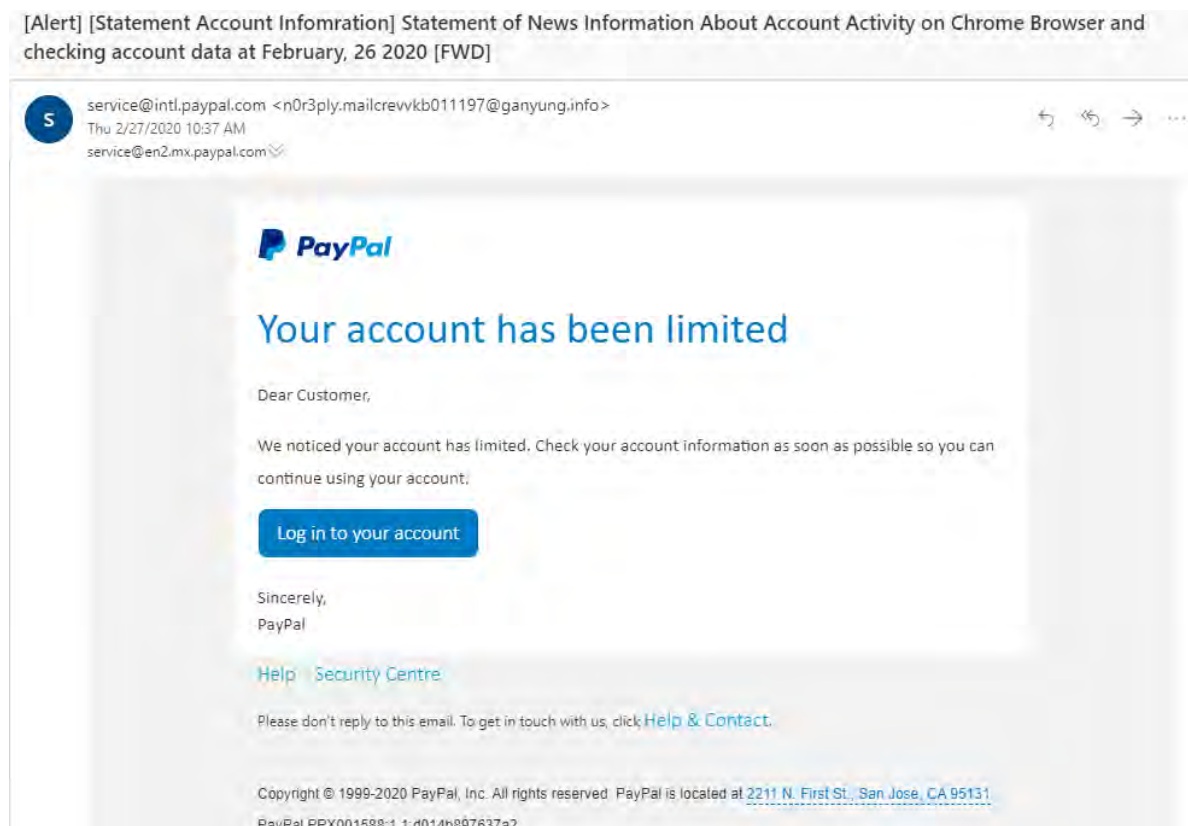 [Alert] [Statement Account Infomration] Statement of News Information About Account Activity on Chrome Browser and
checking account data at February, 26 2020 [FWD]
S
service@intl.paypal.com <n0r3ply.mailcrevvkb011197@ganyung.info>
Thu 2/27/2020 10:37 AM
service@en2.mx.paypal.com
PayPal
Your account has been limited
Dear Customer,
We noticed your account has limited. Check your account information as soon as possible so you can
continue using your account.
Log in to your account
Sincerely,
PayPal
Help Security Centre
Please don't reply to this email. To get in touch with us, click Help & Contact.
Copyright © 1999-2020 PayPal, Inc. All rights reserved. PayPal is located at 2211 N. First St., San Jose, CA 95131
PayPal PPX001588:1.1:d014b897637a2